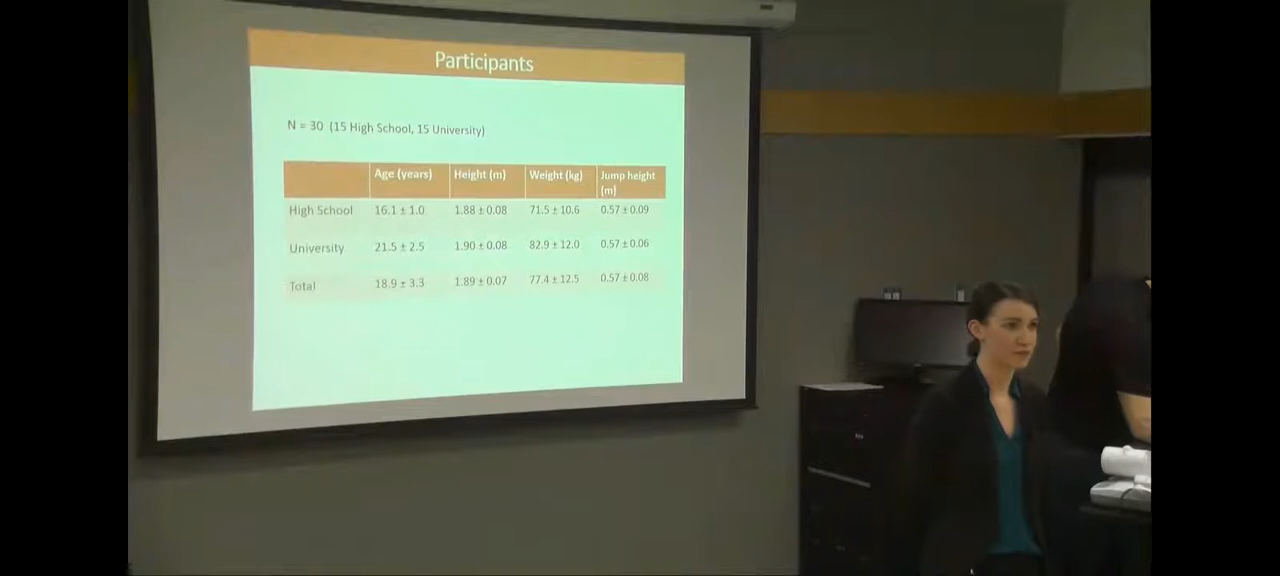 Participants
N = 30 (15 High School, 15 University)
Age (years) Height (m) Weight (kg) Jump height (m)
High School 16.1 ± 1.0 1.88 ± 0.08 71.5 ± 10.6 0.57 ± 0.09
University 21.5 ± 2.5 1.90 ± 0.08 82.9 ± 12.0 0.57 ± 0.06
Total 18.9 ± 3.3 1.89 ± 0.07 77.4 ± 12.5 0.57 ± 0.08